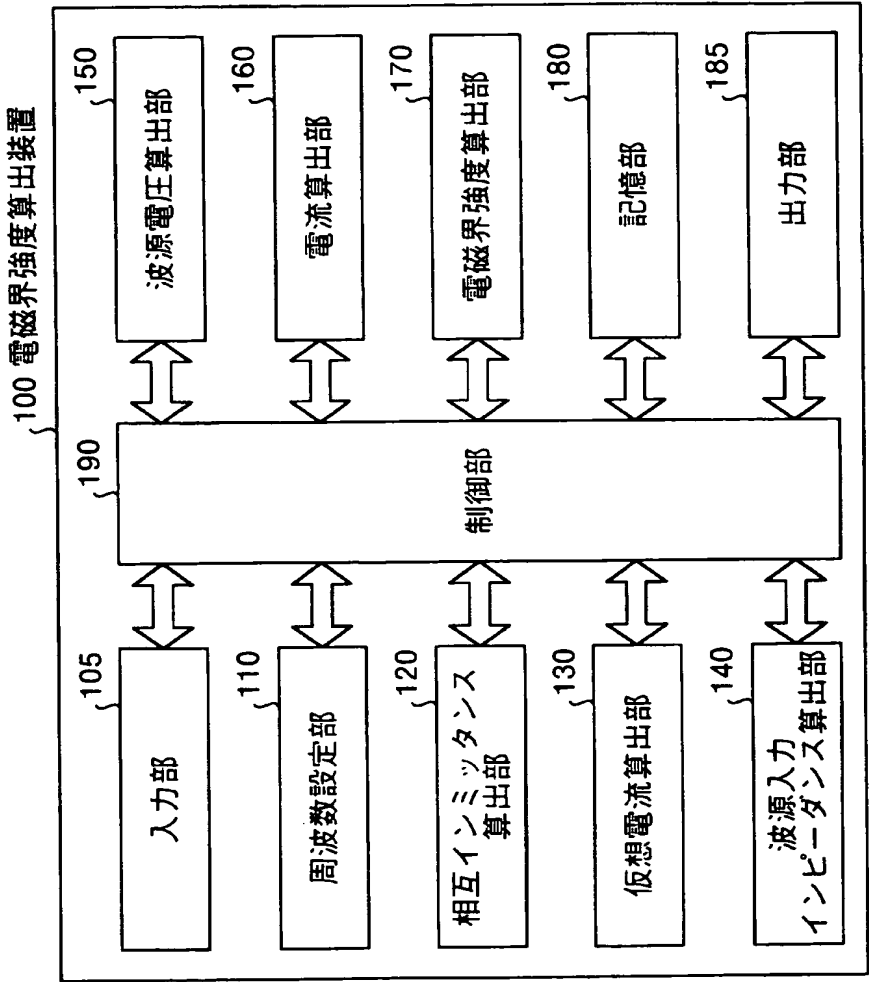 100 電磁界強度算出装置
105
入力部
110
周波数設定部
120
相互インミッタンス
算出部
130
仮想電流算出部
140
波源入力
インピーダンス算出部
190
制御部
150
波源電圧算出部
160
電流算出部
170
電磁界強度算出部
180
記憶部
185
出力部